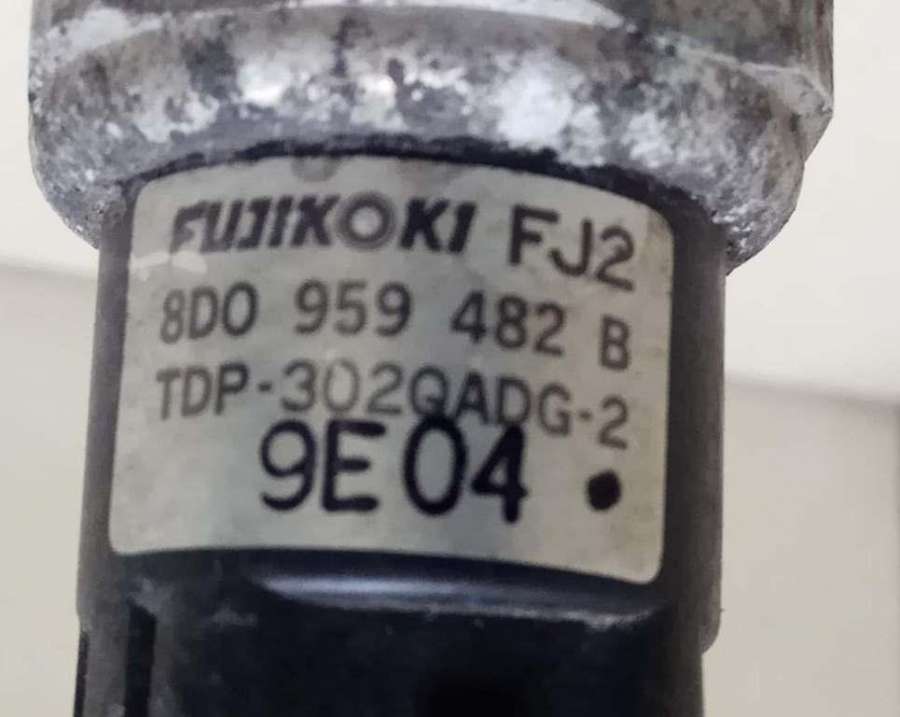 FUJIKOKI FJ2
8D0 959 482 B
TDP-302QADG-2
9E04